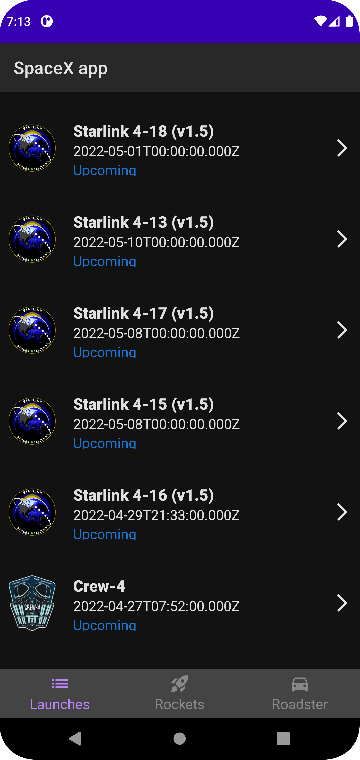 7:13
SpaceX app
Starlink 4-18 (v1.5)
2022-05-01T00:00:00.000Z
Upcoming
Starlink 4-13 (v1.5)
2022-05-10T00:00:00.000Z
Upcoming
Starlink 4-17 (v1.5)
2022-05-08T00:00:00.000Z
Upcoming
Starlink 4-15 (v1.5)
2022-05-08T00:00:00.000Z
Upcoming
Starlink 4-16 (v1.5)
2022-04-29T21:33:00.000Z
Upcoming
Crew-4
2022-04-27T07:52:00.000Z
Upcoming
Launches
Rockets
Roadster